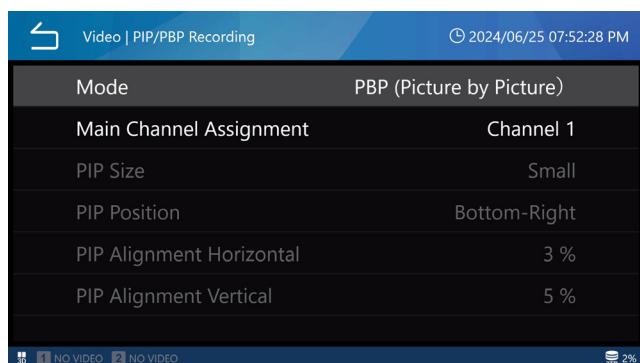 Video | PIP/PBP Recording 2024/06/25 07:52:28 PM
Mode PBP (Picture by Picture）
Main Channel Assignment Channel 1
PIP Size Small
PIP Position Bottom-Right
PIP Alignment Horizontal 3 %
PIP Alignment Vertical 5 %
3D 1 NO VIDEO 2 NO VIDEO 2%